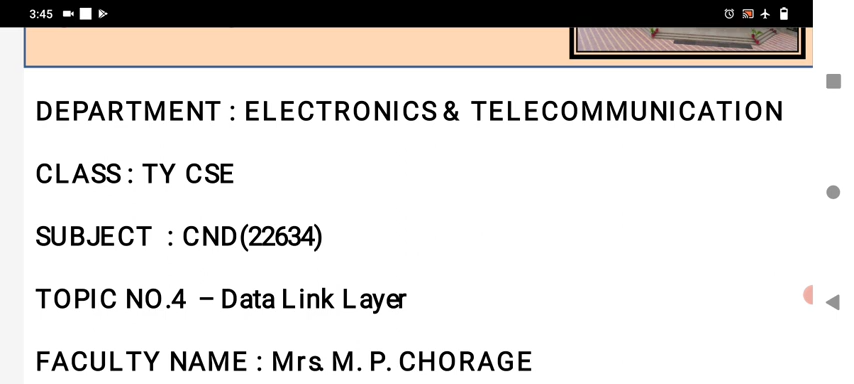 3:45
DEPARTMENT : ELECTRONICS & TELECOMMUNICATION
CLASS : TY CSE
SUBJECT : CND(22634)
TOPIC NO.4 – Data Link Layer
FACULTY NAME : Mrs. M. P. CHORAGE